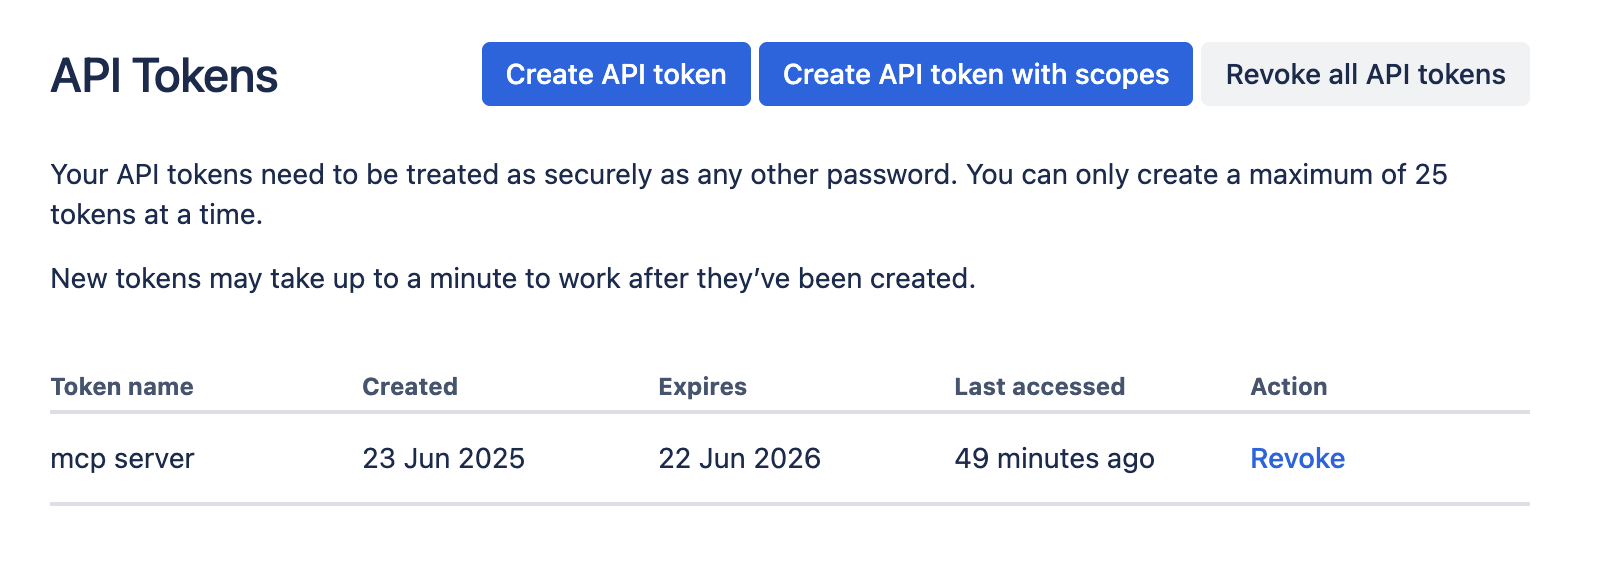 API Tokens
Create API token
Create API token with scopes
Revoke all API tokens
Your API tokens need to be treated as securely as any other password. You can only create a maximum of 25
tokens at a time.
New tokens may take up to a minute to work after they’ve been created.
Token name Created Expires Last accessed Action
mcp server 23 Jun 2025 22 Jun 2026 49 minutes ago Revoke